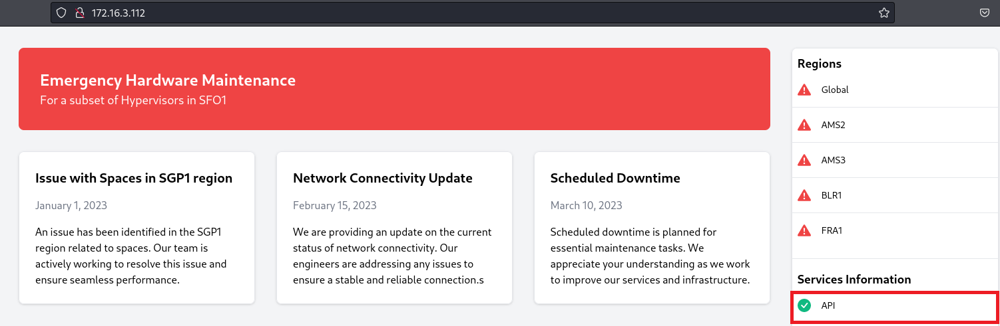 172.16.3.112
Emergency Hardware Maintenance
For a subset of Hypervisors in SFO1
Issue with Spaces in SGP1 region
January 1, 2023
An issue has been identified in the SGP1
region related to spaces. Our team is
actively working to resolve this issue and
ensure seamless performance.
Network Connectivity Update
February 15, 2023
We are providing an update on the current
status of network connectivity. Our
engineers are addressing any issues to
ensure a stable and reliable connection.s
Scheduled Downtime
March 10, 2023
Scheduled downtime is planned for
essential maintenance tasks. We
appreciate your understanding as we work
to improve our services and infrastructure.
Regions
Global
AMS2
AMS3
BLR1
FRA1
Services Information
API